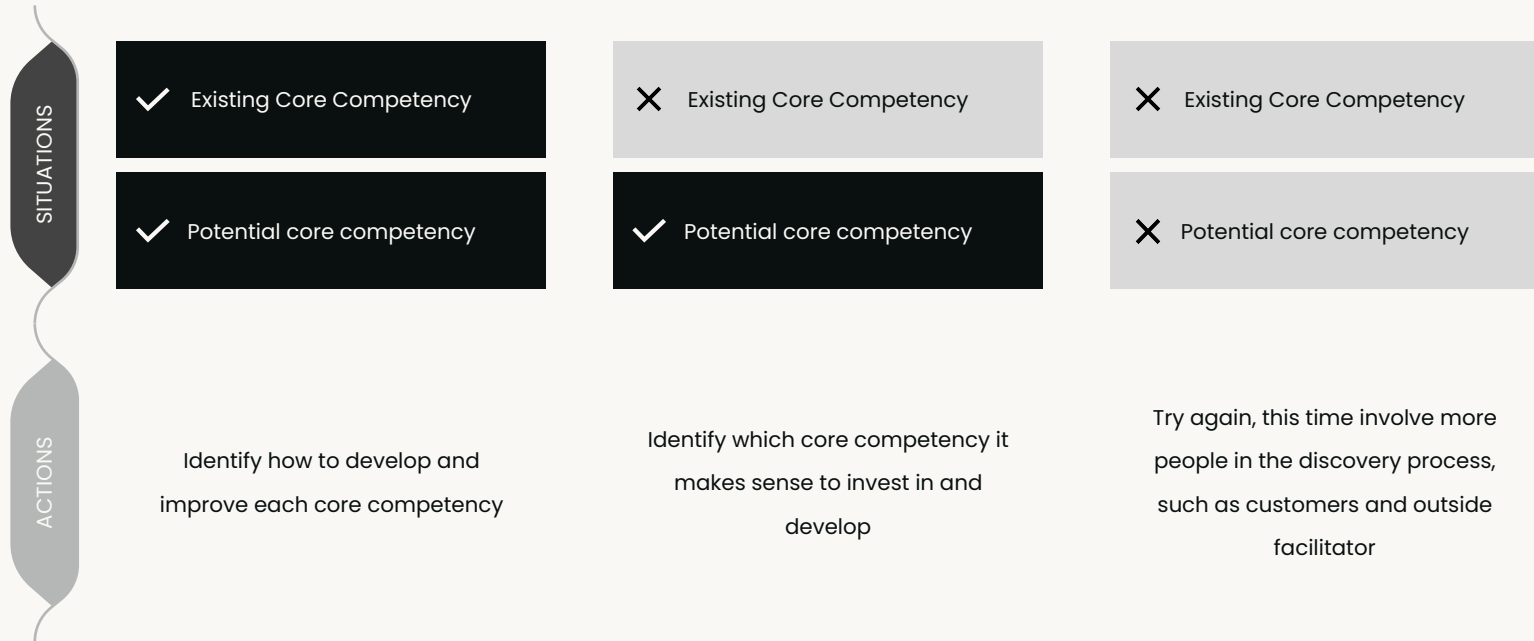 SITUATIONS
Existing Core Competency
Existing Core Competency
Existing Core Competency
Potential core competency
Potential core competency
Potential core competency
ACTIONS
Identify how to develop and
improve each core competency
Identify which core competency it
makes sense to invest in and
develop
Try again, this time involve more
people in the discovery process,
such as customers and outside
facilitator